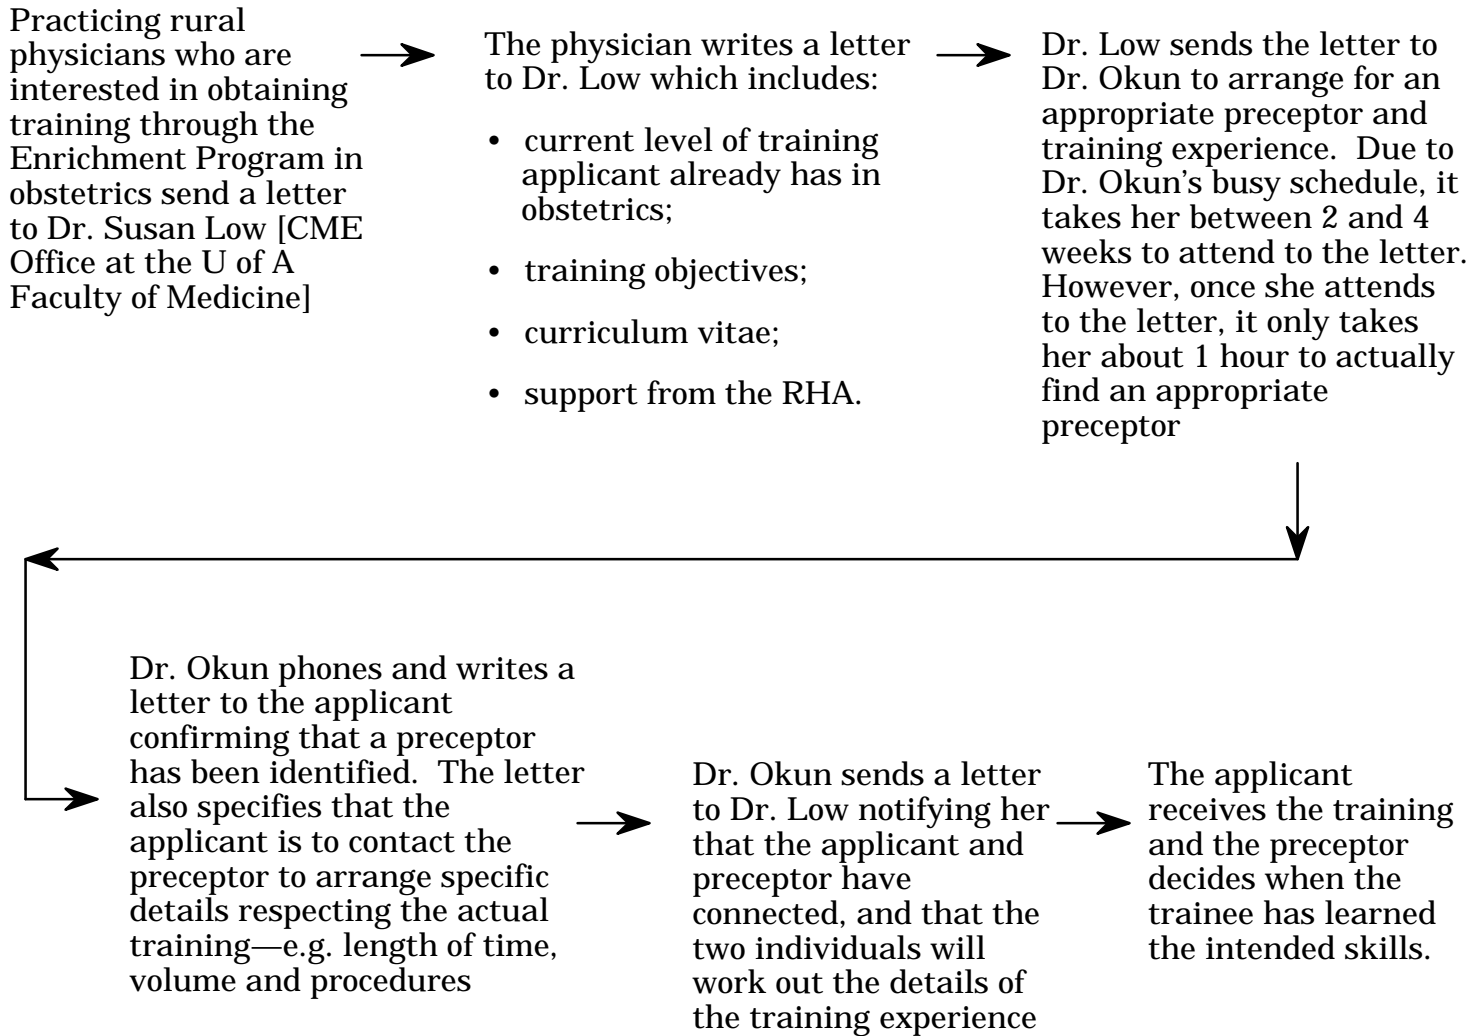 Practicing rural
physicians who are
interested in obtaining
training through the
Enrichment Program in
obstetrics send a letter
to Dr. Susan Low [CME
Office at the U of A
Faculty of Medicine]
The physician writes a letter
to Dr. Low which includes:
• current level of training
applicant already has in
obstetrics;
• training objectives;
• curriculum vitae;
• support from the RHA.
Dr. Low sends the letter to
Dr. Okun to arrange for an
appropriate preceptor and
training experience.  Due to
Dr. Okun's busy schedule, it
takes her between 2 and 4
weeks to attend to the letter.
However, once she attends
to the letter, it only takes
her about 1 hour to actually
find an appropriate
preceptor
Dr. Okun phones and writes a
letter to the applicant
confirming that a preceptor
has been identified.  The letter
also specifies that the
applicant is to contact the
preceptor to arrange specific
details respecting the actual
training—e.g. length of time,
volume and procedures
Dr. Okun sends a letter
to Dr. Low notifying her
that the applicant and
preceptor have
connected, and that the
two individuals will
work out the details of
the training experience
The applicant
receives the training
and the preceptor
decides when the
trainee has learned
the intended skills.